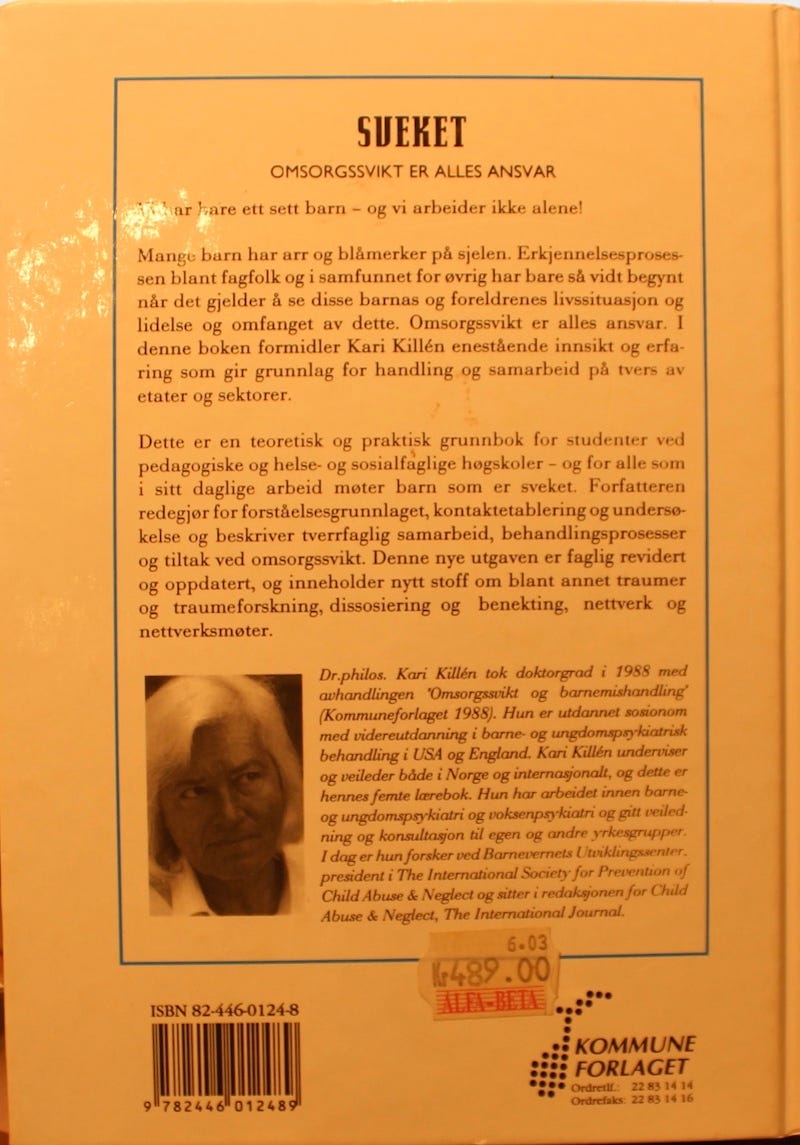 SVEKET
OMSORGSSVIKT ER ALLES ANSVAR
Vi har bare ett sett barn – og vi arbeider ikke alene!
Mange barn har arr og blåmerker på sjelen. Erkjennelsesproses-
sen blant fagfolk og i samfunnet for øvrig har bare så vidt begynt
når det gjelder å se disse barnas og foreldrenes livssituasjon og
lidelse og omfanget av dette. Omsorgssvikt er alles ansvar. I
denne boken formidler Kari Killén enestående innsikt og erfa-
ring som gir grunnlag for handling og samarbeid på tvers av
etater og sektorer.
Dette er en teoretisk og praktisk grunnbok for studenter ved
pedagogiske og helse- og sosialfaglige høgskoler – og for alle som
i sitt daglige arbeid møter barn som er sveket. Forfatteren
redegjør for forståelsesgrunnlaget, kontaktetablering og undersø-
kelse og beskriver tverrfaglig samarbeid, behandlingsprosesser
og tiltak ved omsorgssvikt. Denne nye utgaven er faglig revidert
og oppdatert, og inneholder nytt stoff om blant annet traumer
og traumeforskning, dissosiering og benekting, nettverk og
nettverksmøter.
Dr.philos. Kari Killén tok doktorgrad i 1988 med
avhandlingen 'Omsorgssvikt og barnemishandling'
(Kommuneforlaget 1988). Hun er utdannet sosionom
med videreutdanning i barne- og ungdomspsykiatrisk
behandling i USA og England. Kari Killén underviser
og veileder både i Norge og internasjonalt, og dette er
hennes femte lærebok. Hun har arbeidet innen barne-
og ungdomspsykiatri og voksenpsykiatri og gitt veiled-
ning og konsultasjon til egen og andre yrkesgrupper.
I dag er hun forsker ved Barnevernets Utviklingssenter,
president i The International Society for Prevention of
Child Abuse & Neglect og sitter i redaksjonen for Child
Abuse & Neglect, The International Journal.
6.03
Kr489.00
ALFA-BETA
ISBN 82-446-0124-8
9 782446 012489
KOMMUNE
FORLAGET
Ordretlf.: 22 83 14 14
Ordrefaks: 22 83 14 16